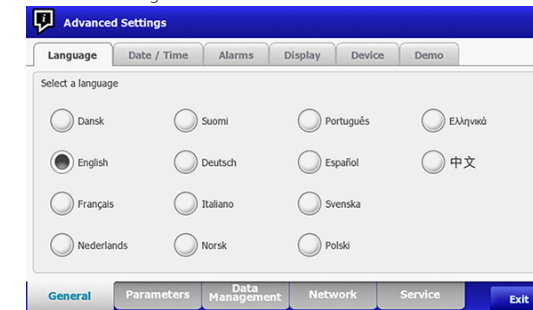 Advanced Settings
Language Date / Time Alarms Display Device Demo
Select a language
Dansk Suomi Português Ελληνικά
English Deutsch Español 中文
Français Italiano Svenska
Nederlands Norsk Polski
General Parameters Data Management Network Service Exit